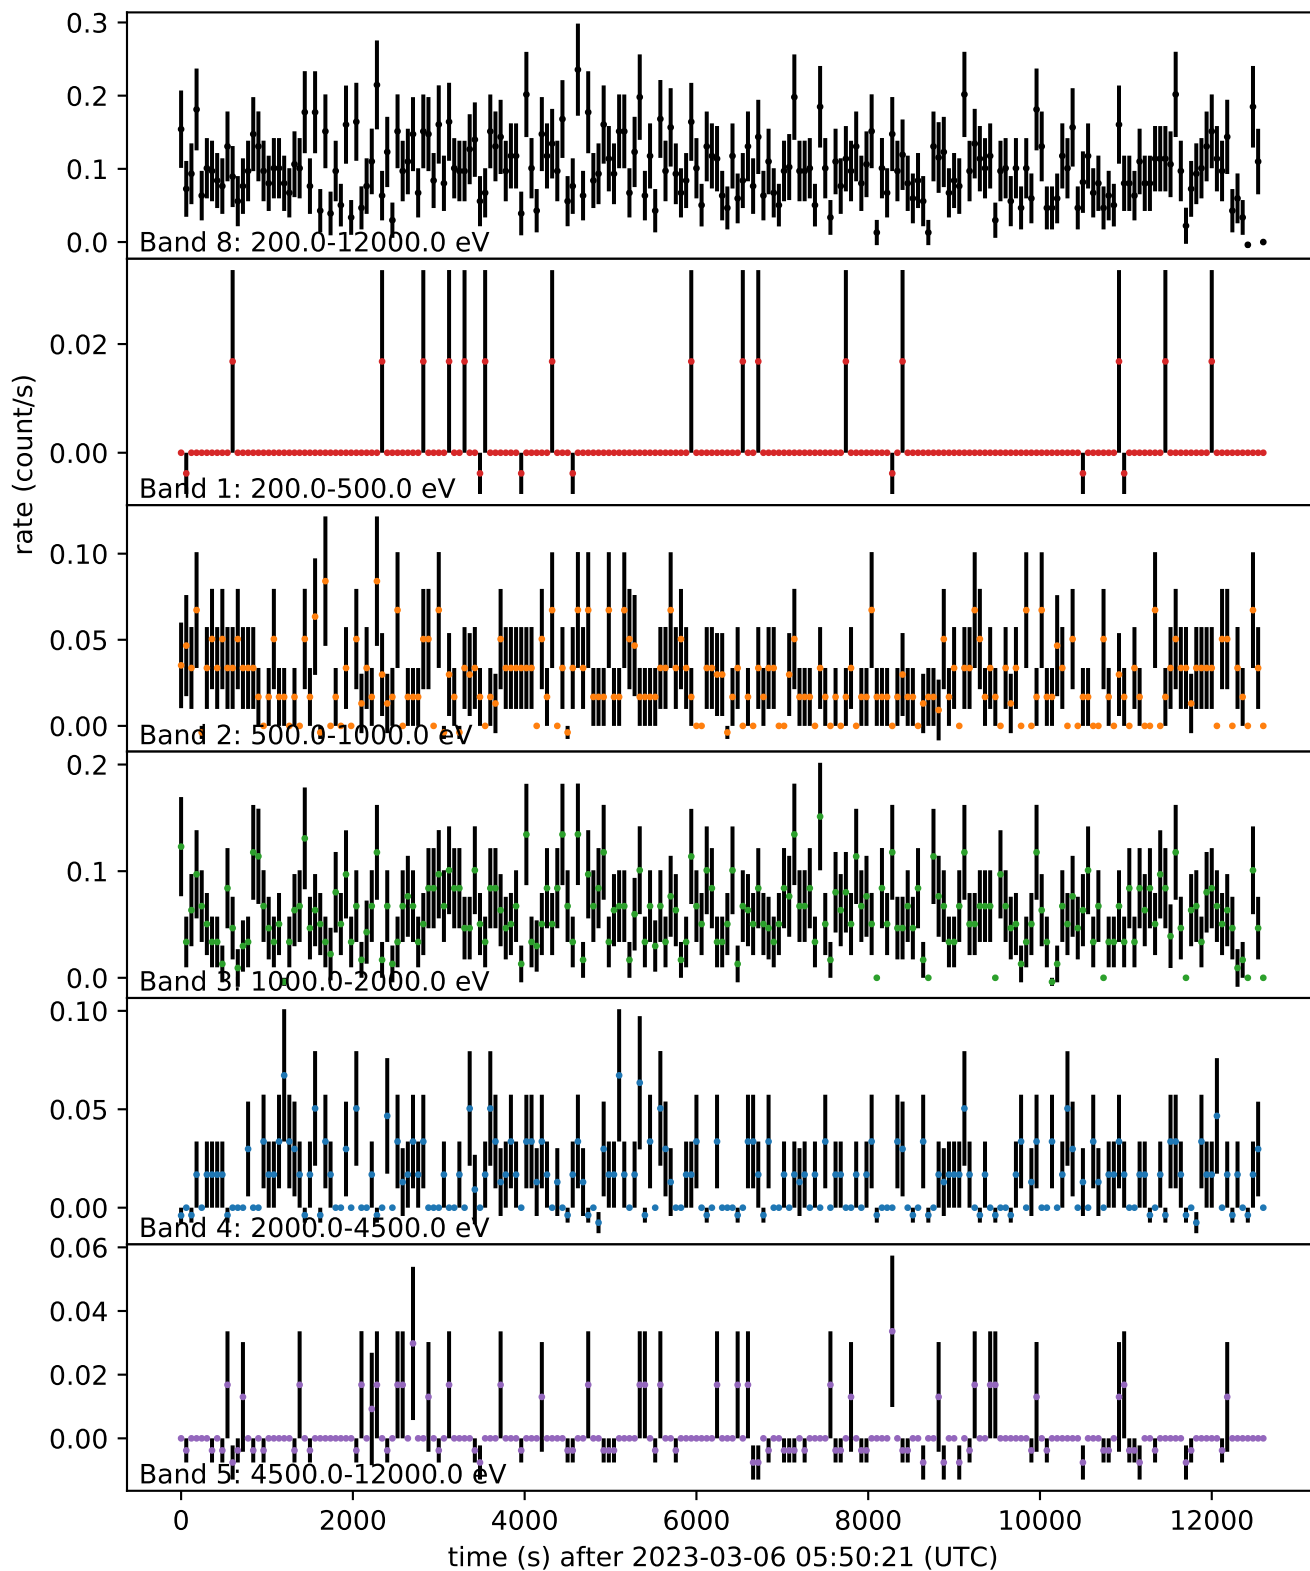 rate (count/s)
0.3
0.2
0.1
0.0
Band 8: 200.0-12000.0 eV
0.02
0.00
Band 1: 200.0-500.0 eV
0.10
0.05
0.00
Band 2: 500.0-1000.0 eV
0.2
0.1
0.0
Band 3: 1000.0-2000.0 eV
0.10
0.05
0.00
Band 4: 2000.0-4500.0 eV
0.06
0.04
0.02
0.00
Band 5: 4500.0-12000.0 eV
0 2000 4000 6000 8000 10000 12000
time (s) after 2023-03-06 05:50:21 (UTC)